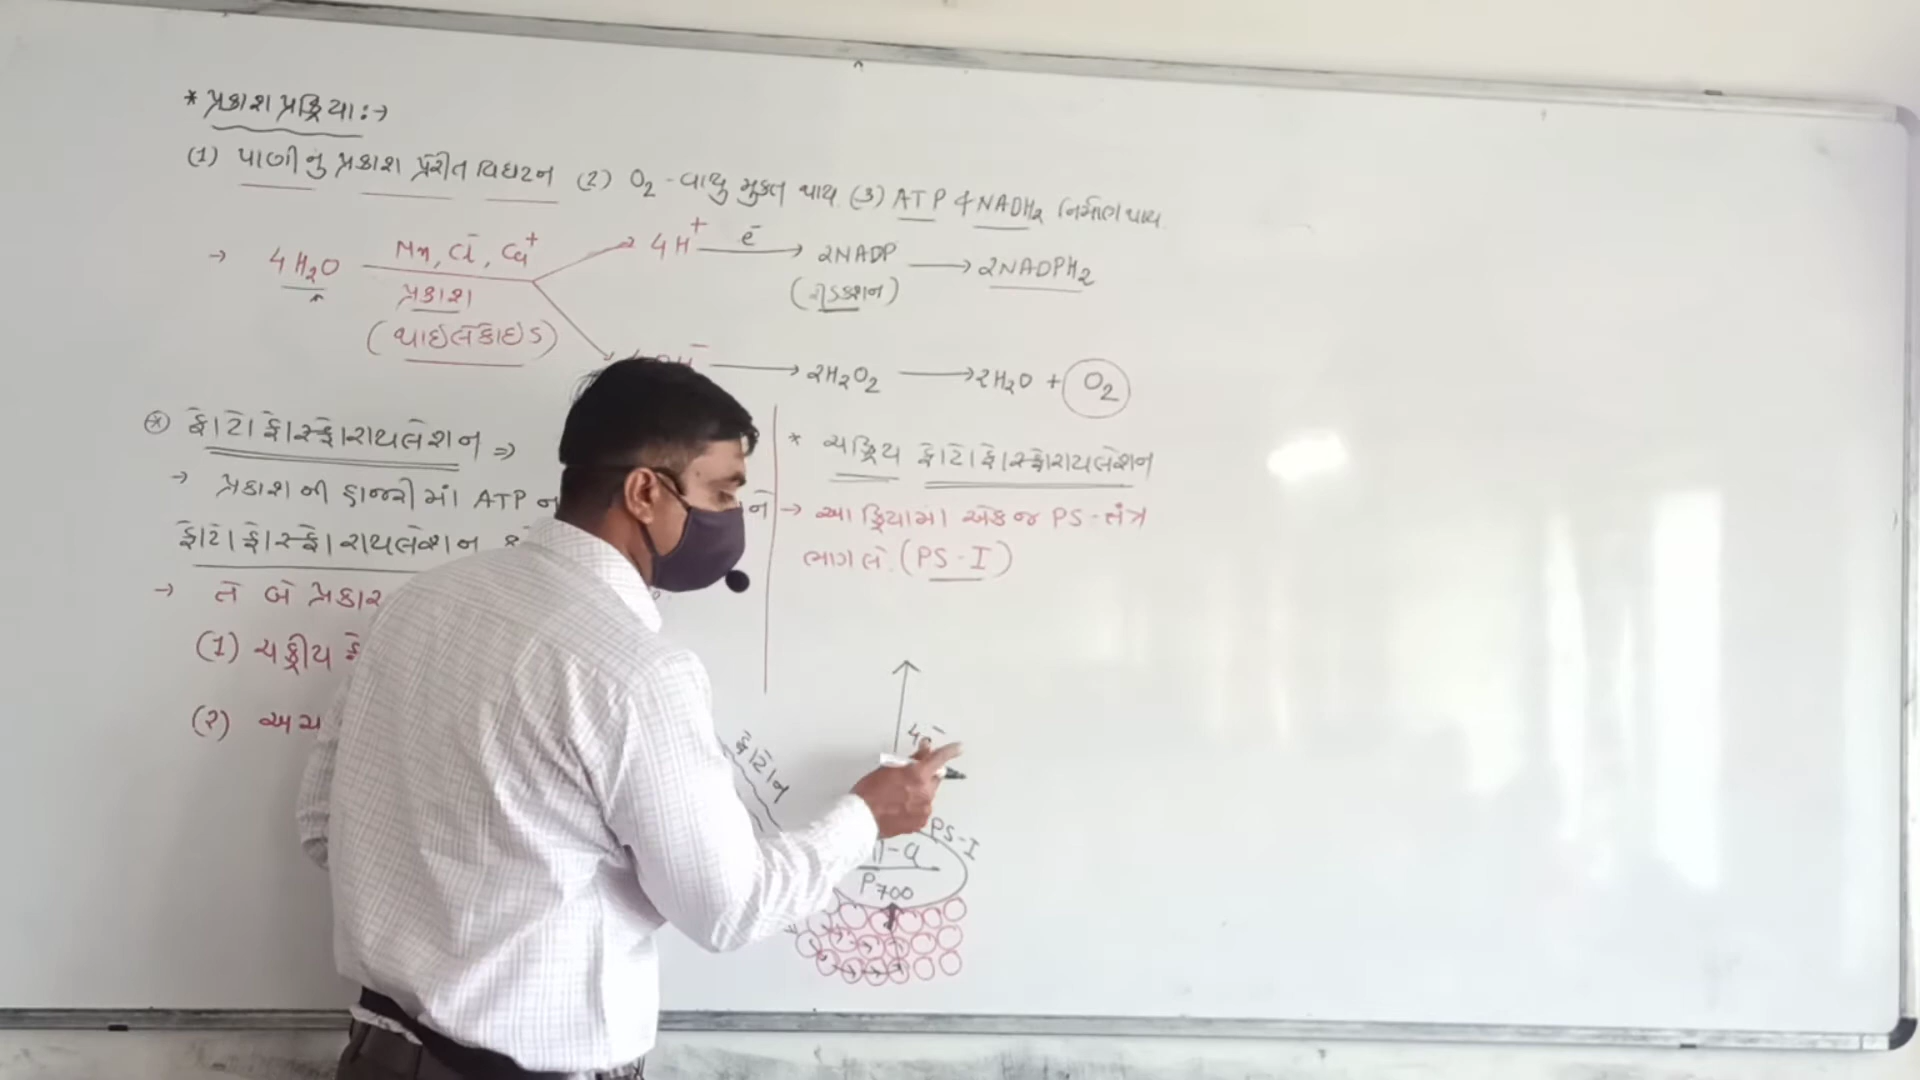 * પ્રકાશ પ્રક્રિયા :→
(1) પાણીનું પ્રકાશ પ્રેરીત વિઘટન (2) O₂ - વાયુ મુક્ત થાય (3) ATP & NADH₂ નિર્માણ થાય
→ 4H₂O Mn, Cl⁻, Ca⁺ 4H⁺ e⁻ → 2NADP → 2NADPH₂
પ્રકાશ (રીડક્શન)
(થાઇલેકોઇડ)
→ 2H₂O₂ → 2H₂O + O₂
⊛ ફોટોફોસ્ફોરાયલેશન ⇒
→ પ્રકાશ ની હાજરી માં ATP
ફોટોફોસ્ફોરાયલેશન
→ તે બે પ્રકાર
(1) ચક્રીય
(2) અચ
* ચક્રિય ફોટોફોસ્ફોરાયલેશન
→ આ ક્રિયામાં એક જ PS-તંત્ર
ભાગ લે. (PS-I)
ફોટોન
PS-I
P700